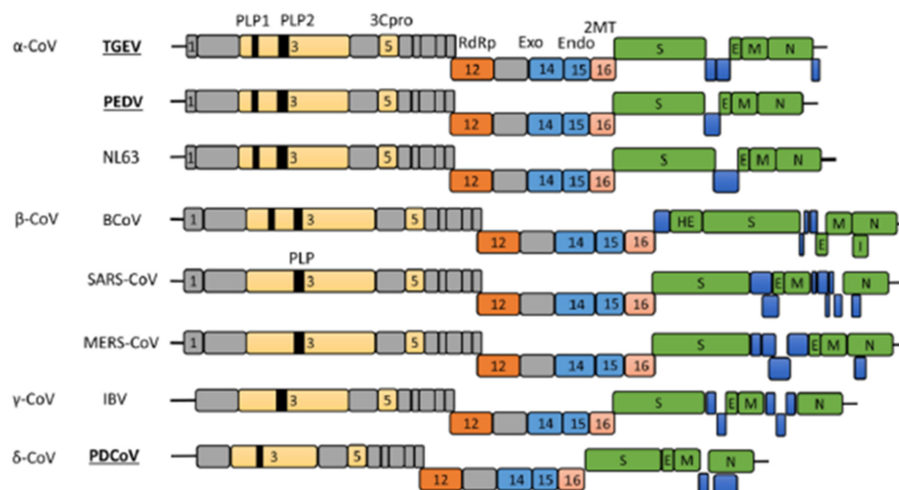 PLP1 PLP2 3Cpro 2MT
α-CoV TGEV 1 3 5 S E M N
RdRp Exo Endo
12 14 15 16
PEDV 1 3 5 S E M N
12 14 15 16
NL63 1 3 5 S E M N
12 14 15 16
β-CoV BCoV 1 3 5 HE S M N
12 14 15 16 E I
PLP
SARS-CoV 1 3 5 S E M N
12 14 15 16
MERS-CoV 1 3 5 S E M N
12 14 15 16
γ-CoV IBV 3 5 S E M N
12 14 15 16
δ-CoV PDCoV 3 5 S E M N
12 14 15 16